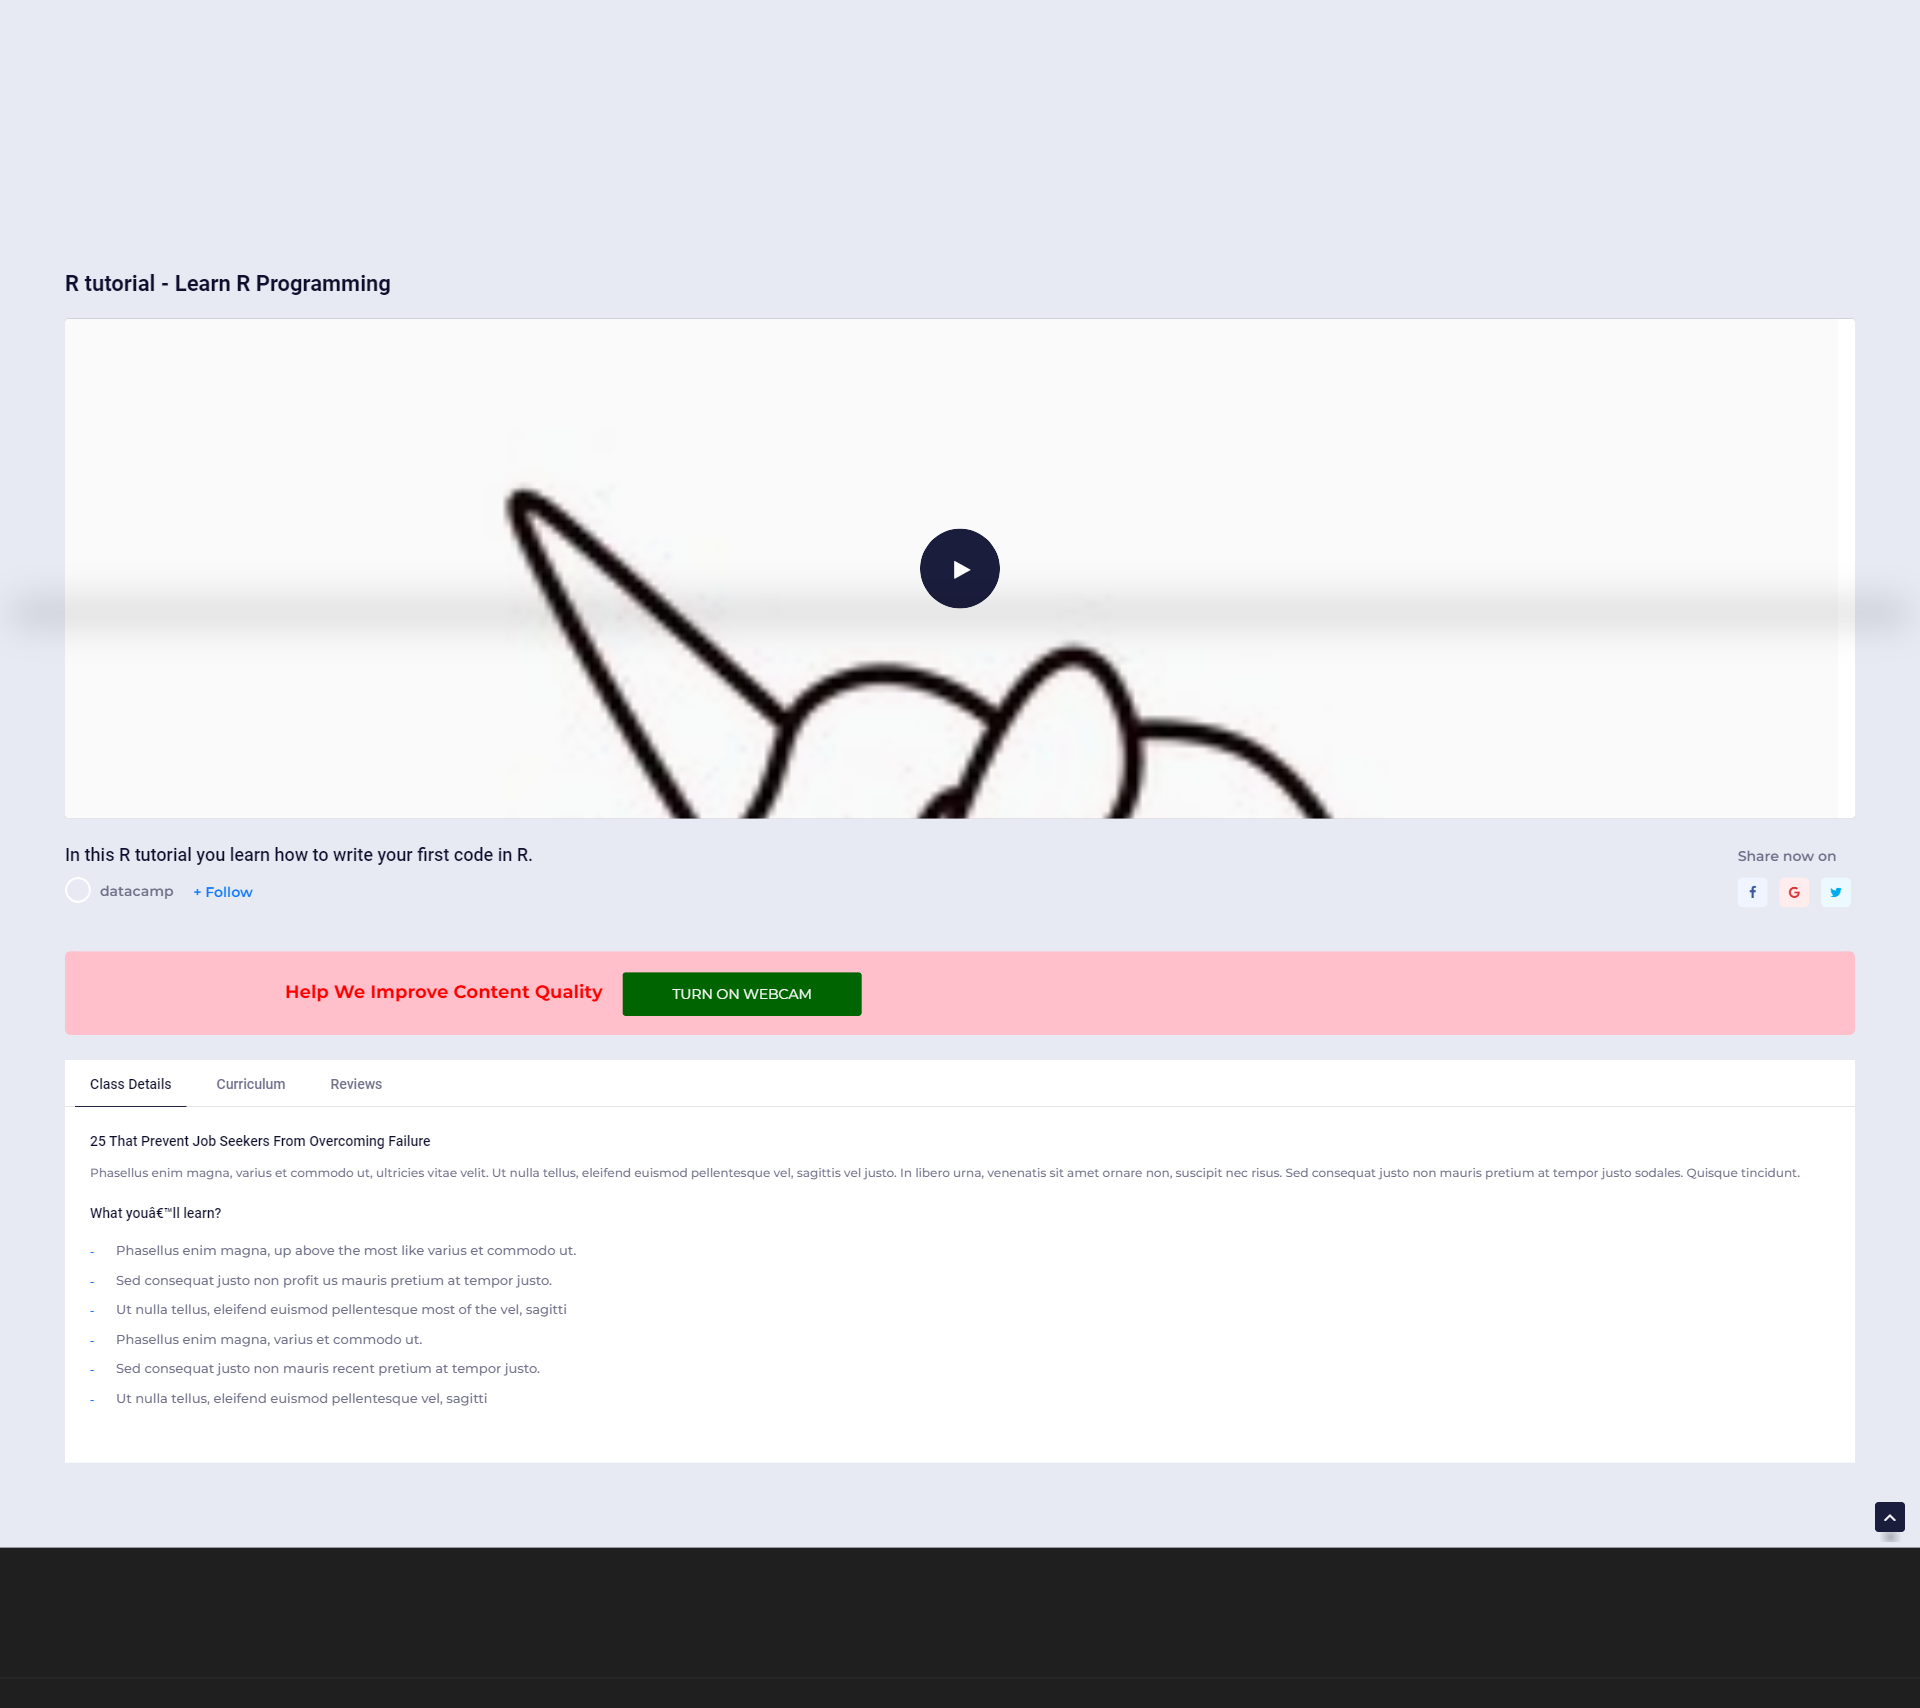 R tutorial - Learn R Programming
In this R tutorial you learn how to write your first code in R.
Share now on
datacamp + Follow
Help We Improve Content Quality
TURN ON WEBCAM
Class Details Curriculum Reviews
25 That Prevent Job Seekers From Overcoming Failure
Phasellus enim magna, varius et commodo ut, ultricies vitae velit. Ut nulla tellus, eleifend euismod pellentesque vel, sagittis vel justo. In libero urna, venenatis sit amet ornare non, suscipit nec risus. Sed consequat justo non mauris pretium at tempor justo sodales. Quisque tincidunt.
What youâ€™ll learn?
- Phasellus enim magna, up above the most like varius et commodo ut.
- Sed consequat justo non profit us mauris pretium at tempor justo.
- Ut nulla tellus, eleifend euismod pellentesque most of the vel, sagitti
- Phasellus enim magna, varius et commodo ut.
- Sed consequat justo non mauris recent pretium at tempor justo.
- Ut nulla tellus, eleifend euismod pellentesque vel, sagitti